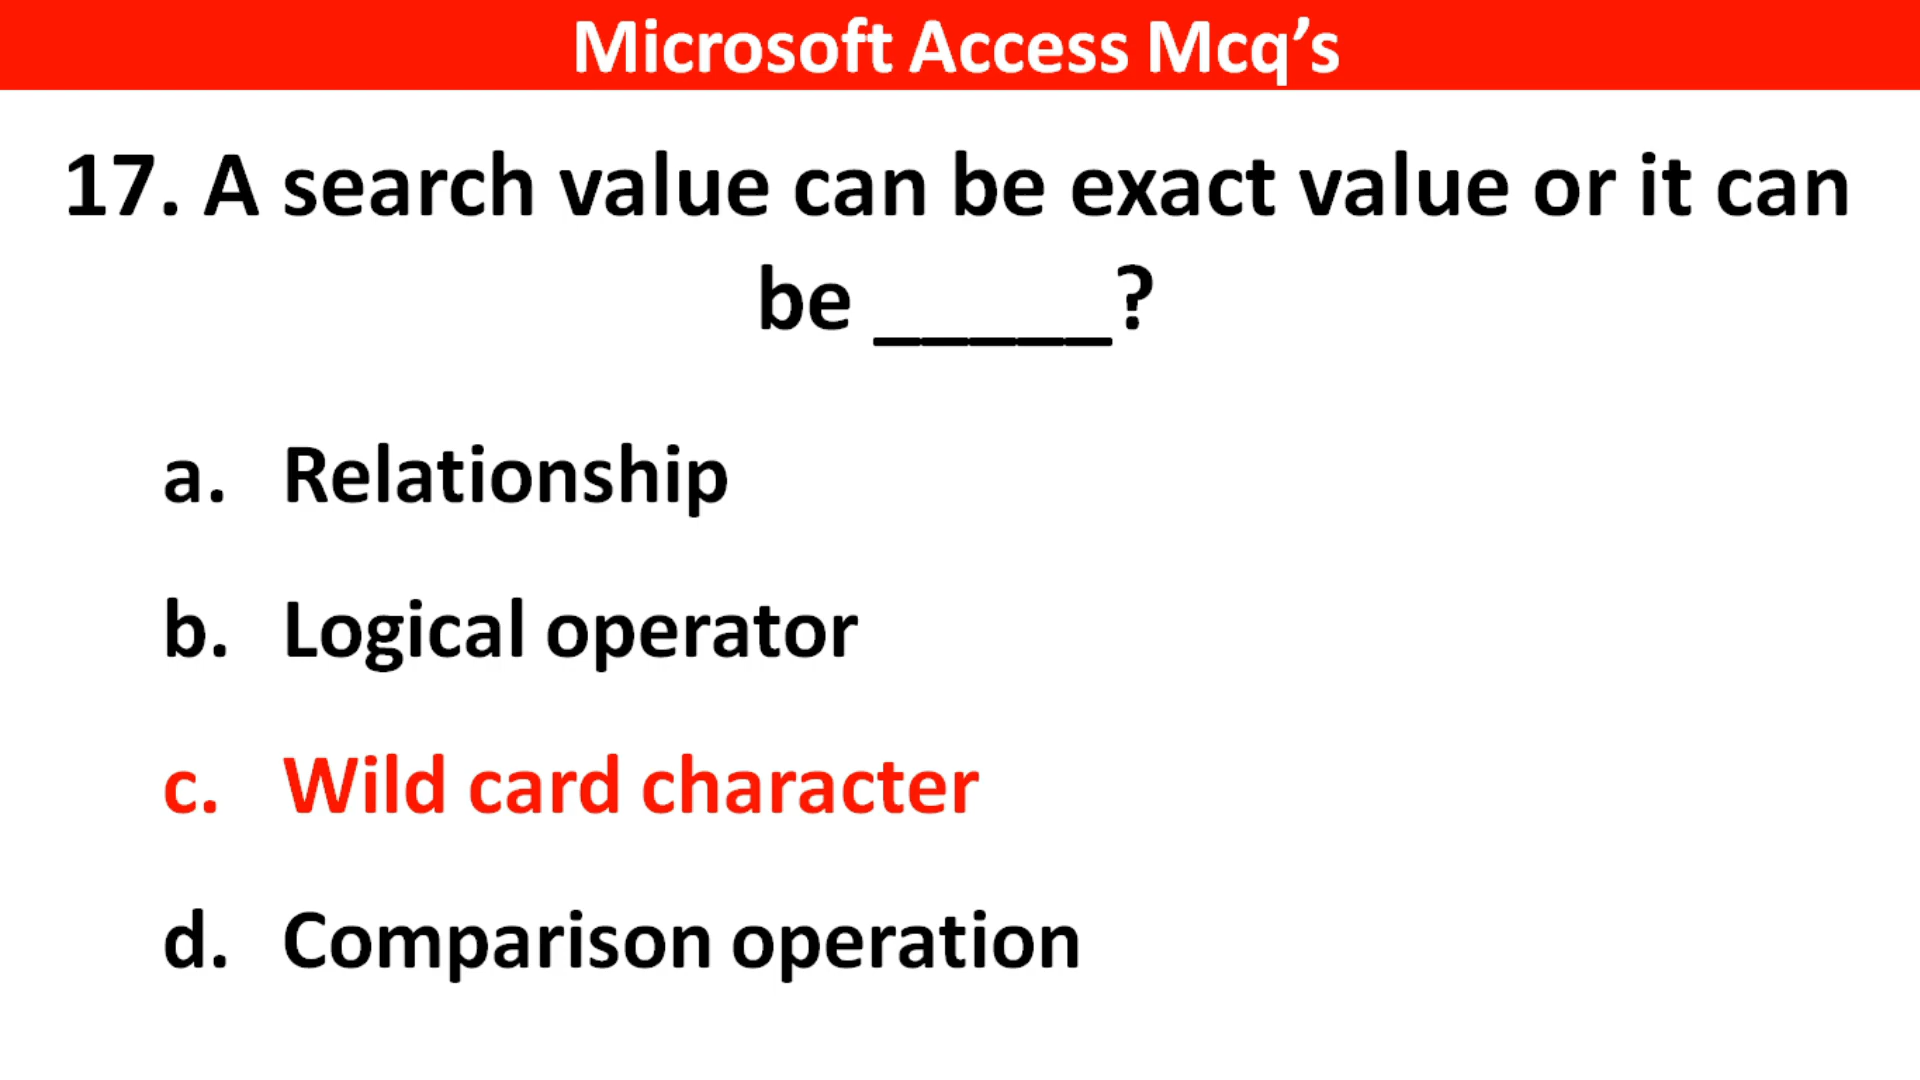 Microsoft Access Mcq’s
17. A search value can be exact value or it can
be _____?
a. Relationship
b. Logical operator
c. Wild card character
d. Comparison operation